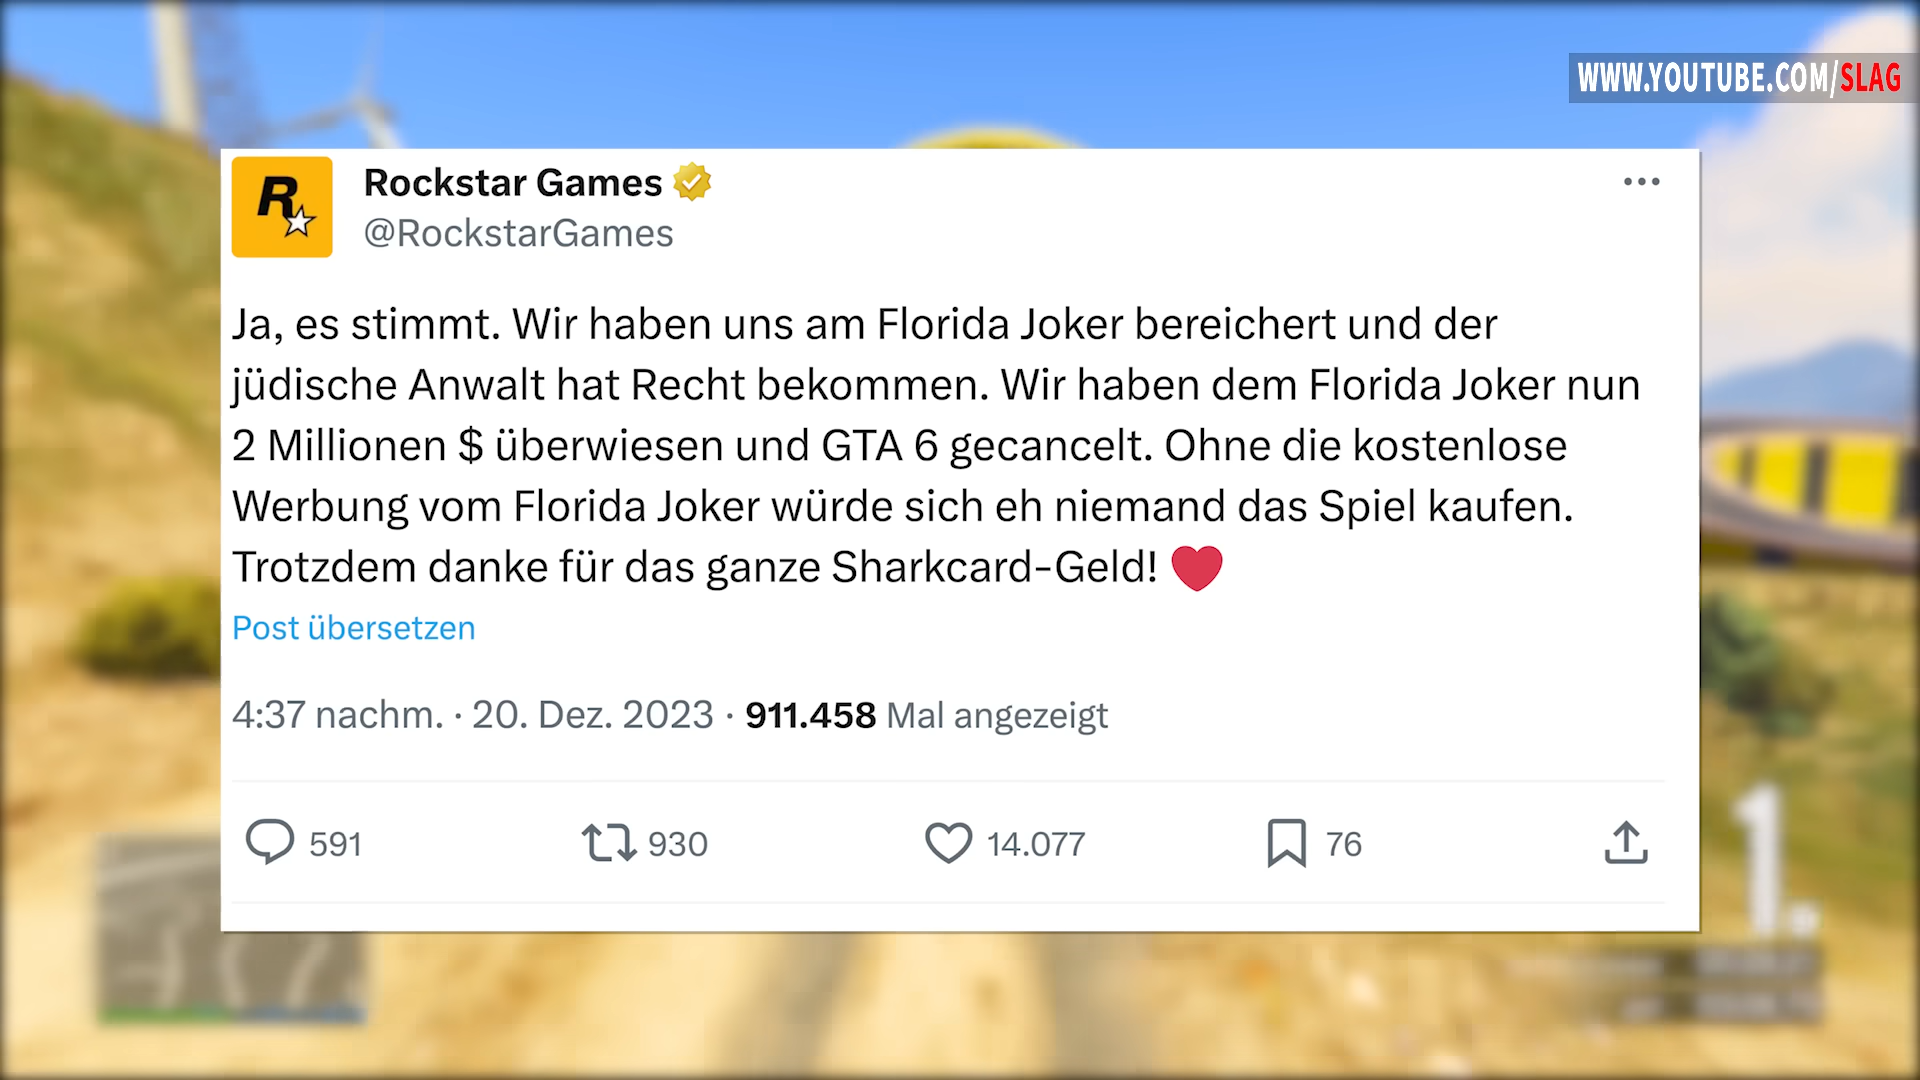 WWW.YOUTUBE.COM/SLAG
Rockstar Games
@RockstarGames
Ja, es stimmt. Wir haben uns am Florida Joker bereichert und der
jüdische Anwalt hat Recht bekommen. Wir haben dem Florida Joker nun
2 Millionen $ überwiesen und GTA 6 gecancelt. Ohne die kostenlose
Werbung vom Florida Joker würde sich eh niemand das Spiel kaufen.
Trotzdem danke für das ganze Sharkcard-Geld! ❤️
Post übersetzen
4:37 nachm. · 20. Dez. 2023 · 911.458 Mal angezeigt
591 930 14.077 76
1.